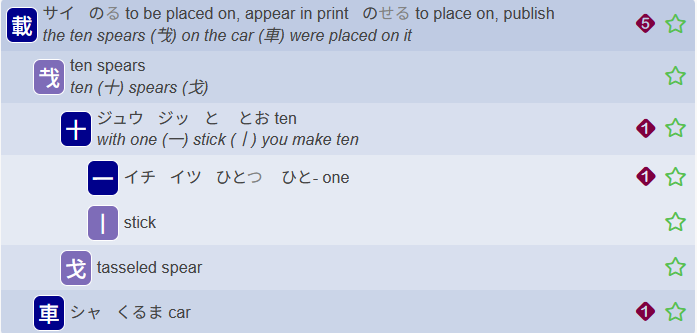 載 サイ のる to be placed on, appear in print のせる to place on, publish 5
the ten spears (𢦏) on the car (車) were placed on it
𢦏 ten spears
ten (十) spears (戈)
十 ジュウ ジッ と とお ten 1
with one (一) stick (丨) you make ten
一 イチ イツ ひとつ ひと- one 1
丨 stick
戈 tasseled spear
車 シャ くるま car 1